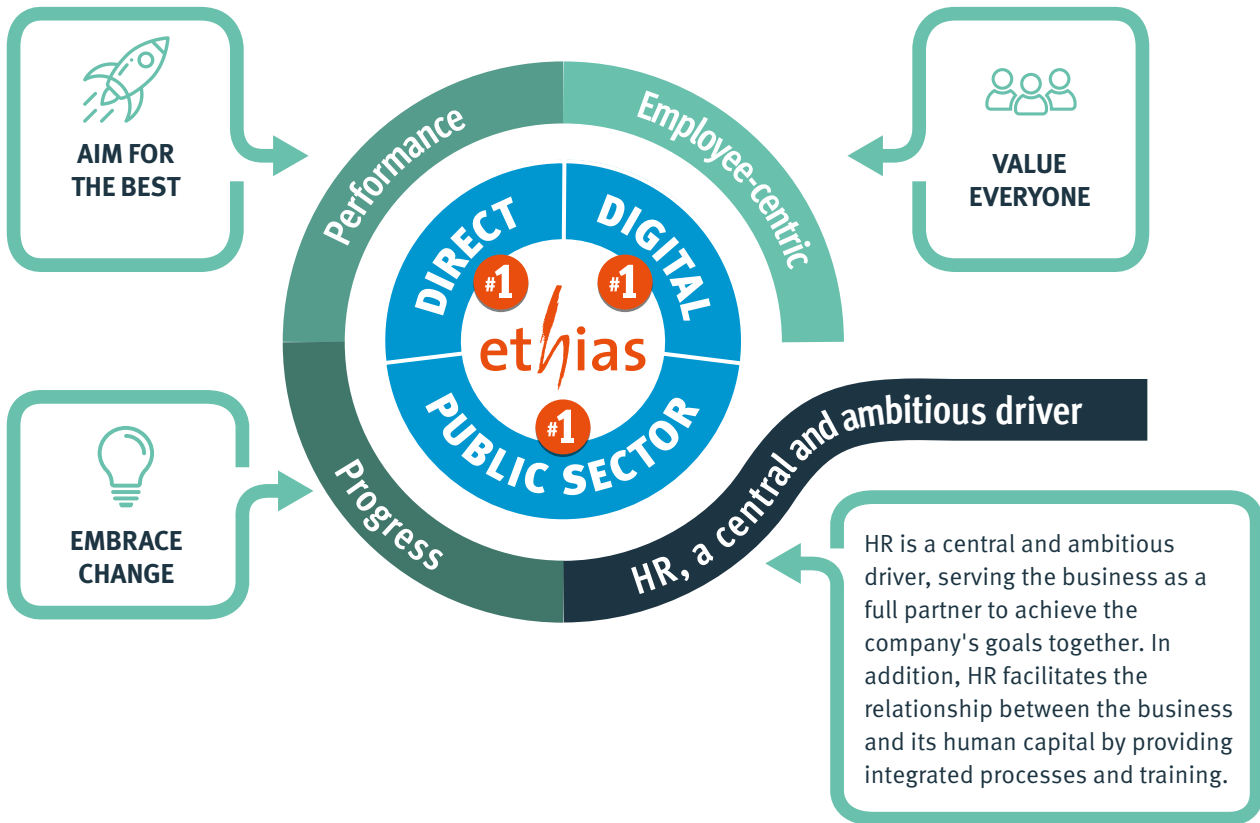 AIM FOR
THE BEST
Performance
Employee-centric
VALUE
EVERYONE
DIRECT
DIGITAL
#1
#1
ethias
#1
PUBLIC SECTOR
EMBRACE
CHANGE
Progress
HR, a central and ambitious driver
HR is a central and ambitious
driver, serving the business as a
full partner to achieve the
company's goals together. In
addition, HR facilitates the
relationship between the business
and its human capital by providing
integrated processes and training.